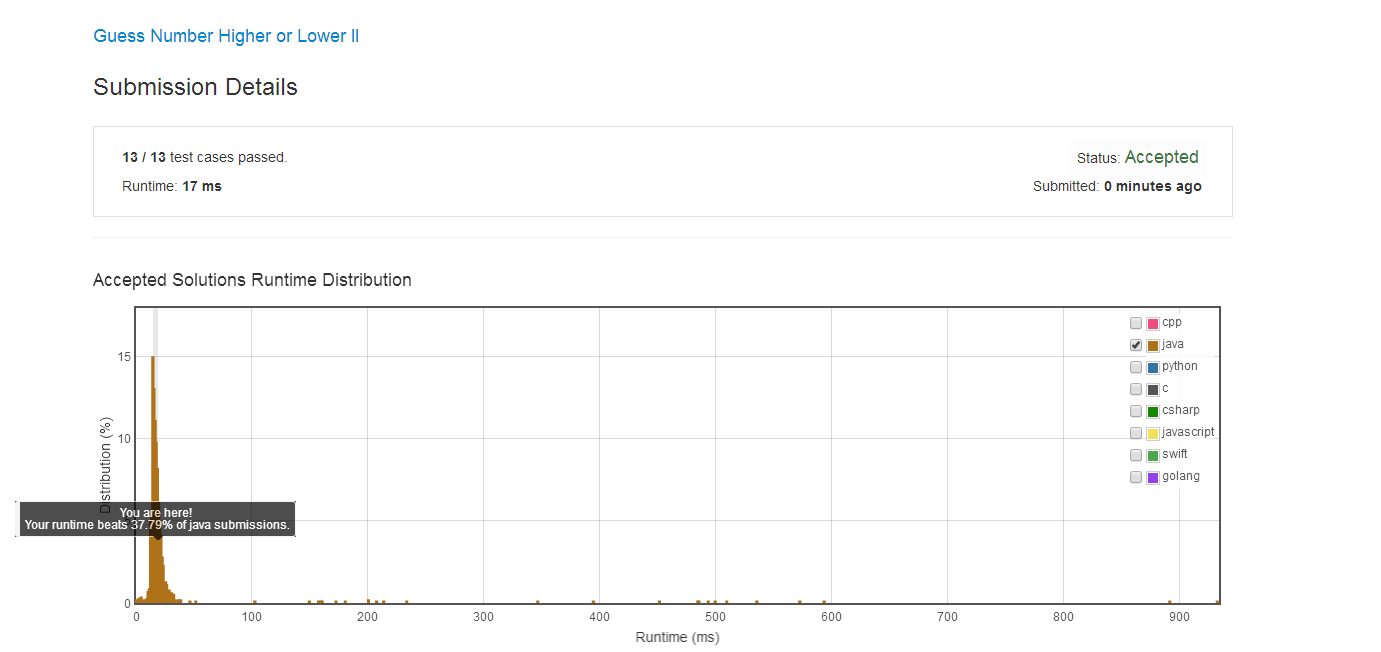 Guess Number Higher or Lower II
Submission Details
13 / 13 test cases passed.
Status: Accepted
Runtime: 17 ms
Submitted: 0 minutes ago
Accepted Solutions Runtime Distribution
cpp
java
python
c
csharp
javascript
swift
golang
15
10
0
Distribution (%)
You are here!
Your runtime beats 37.79% of java submissions.
0
100
200
300
400
500
600
700
800
900
Runtime (ms)